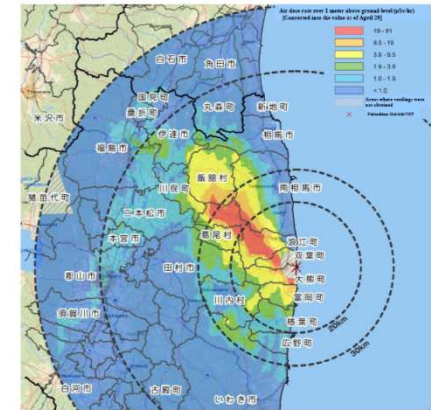 Air dose rate over 1 meter above ground level (μSv/hr)
[Converted into the value as of April 29]
19 - 91
9.5 - 19
3.8 - 9.5
1.9 - 3.8
1.0 - 1.9
< 1.0
Areas where readings were
not obtained
白石市
角田市
米沢市
国見町
桑折町
丸森町
新地町
伊達市
相馬市
福島市
飯舘村
川俣町
南相馬市
猪苗代町
二本松市
本宮市
葛尾村
浪江町
双葉町
大熊町
郡山市
田村市
富岡町
川内村
楢葉町
須賀川市
広野町
20km
30km
白河市
古殿町
いわき市